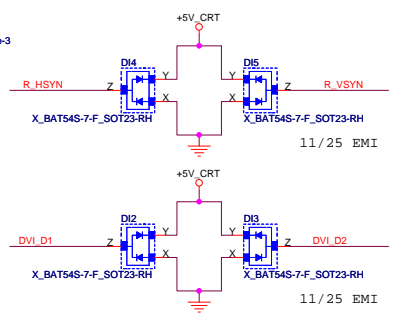 +5V_CRT
-3
DI4
DI5
R_HSYN
Z
Y
Y
Z
R_VSYN
X
X
X_BAT54S-7-F_SOT23-RH
X_BAT54S-7-F_SOT23-RH
11/25 EMI
+5V_CRT
DI2
DI3
DVI_D1
Z
Y
Y
Z
DVI_D2
X
X
X_BAT54S-7-F_SOT23-RH
X_BAT54S-7-F_SOT23-RH
11/25 EMI